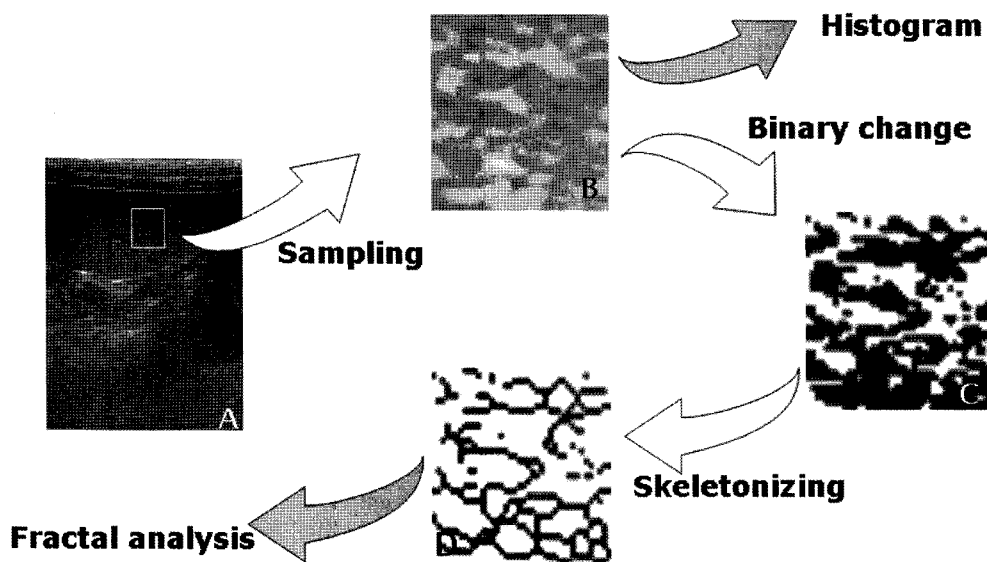 Histogram
Binary change
B
Sampling
A
C
Skeletonizing
D
Fractal analysis